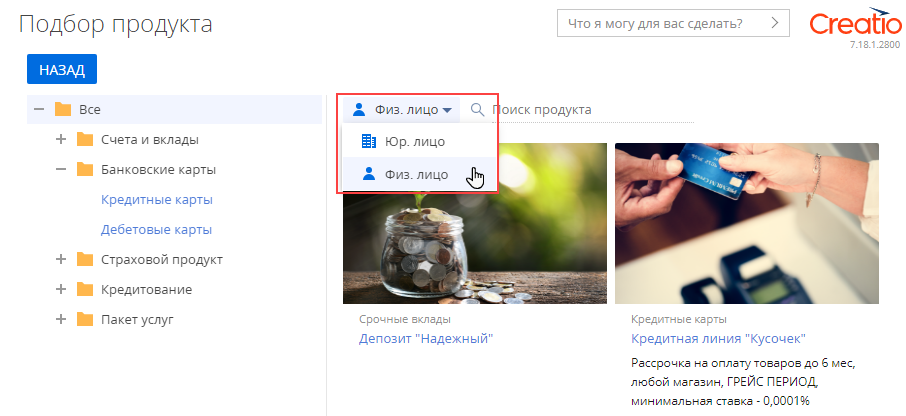 Подбор продукта
Что я могу для вас сделать?
Creatio
7.18.1.2800
НАЗАД
Все
Счета и вклады
Банковские карты
Кредитные карты
Дебетовые карты
Страховой продукт
Кредитование
Пакет услуг
Физ. лицо
Поиск продукта
Юр. лицо
Физ. лицо
Срочные вклады
Депозит "Надежный"
Кредитные карты
Кредитная линия "Кусочек"
Рассрочка на оплату товаров до 6 мес,
любой магазин, ГРЕЙС ПЕРИОД,
минимальная ставка - 0,0001%